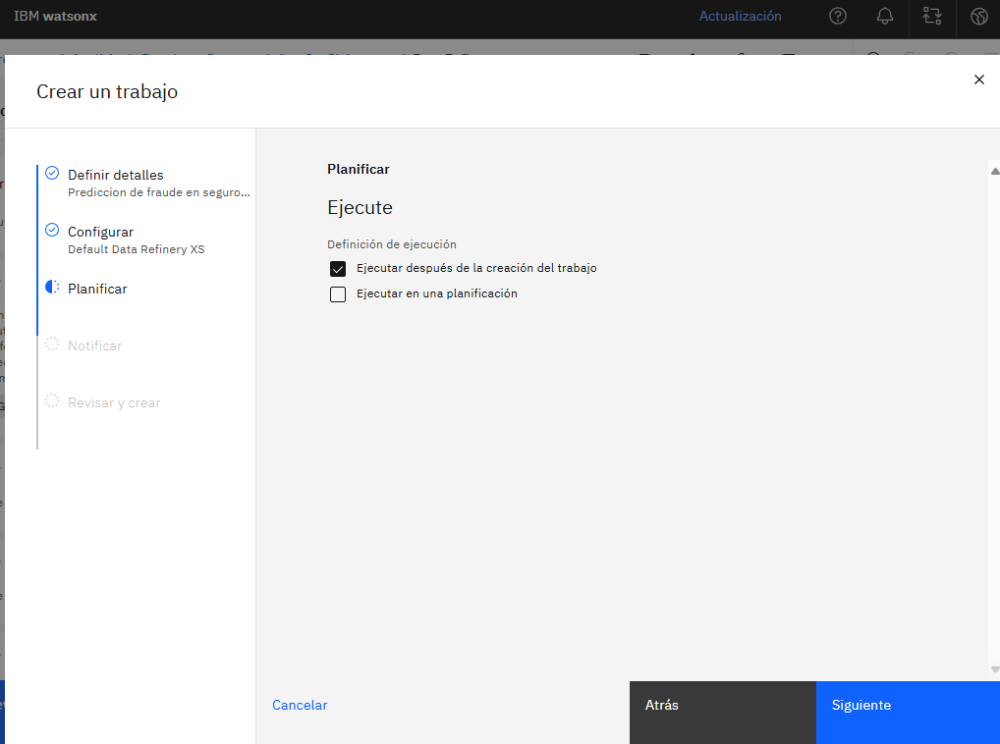 IBM watsonx
Actualización
Crear un trabajo
Definir detalles
Prediccion de fraude en seguro...
Configurar
Default Data Refinery XS
Planificar
Notificar
Revisar y crear
Planificar
Ejecute
Definición de ejecución
Ejecutar después de la creación del trabajo
Ejecutar en una planificación
Cancelar
Atrás
Siguiente